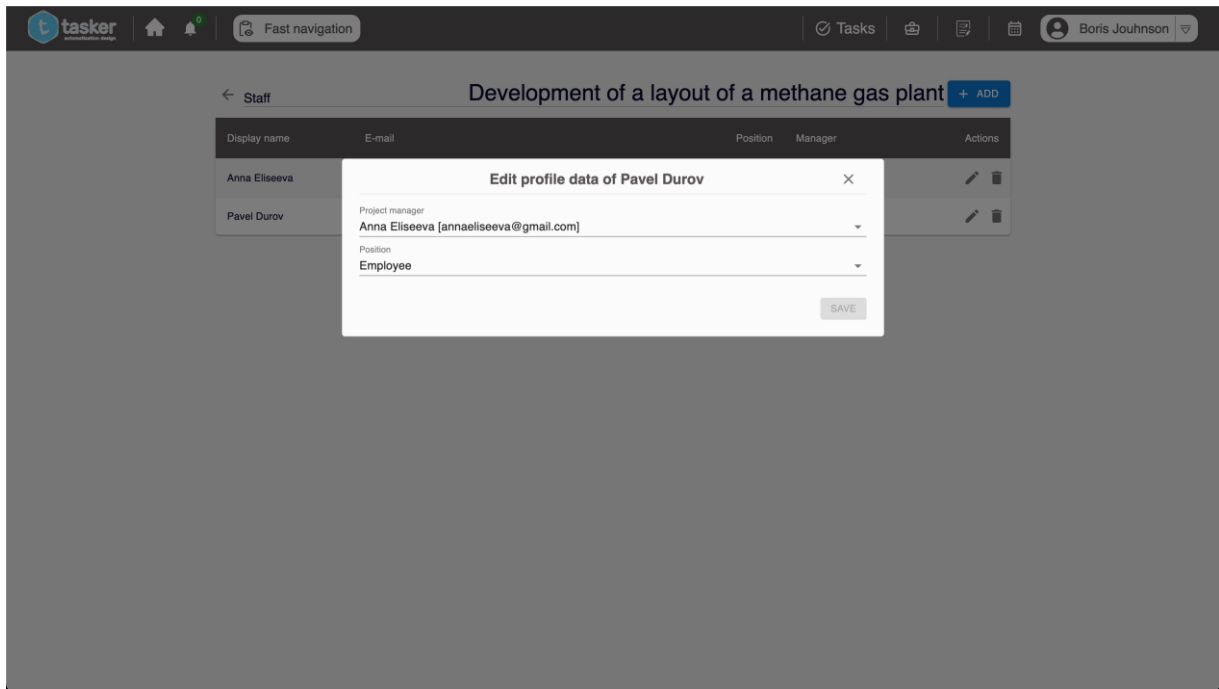 t tasker
automatization design
0
Fast navigation
Tasks
Boris Jouhnson
Staff
Development of a layout of a methane gas plant
+ ADD
Display name E-mail Position Manager Actions
Anna Eliseeva
Pavel Durov
Edit profile data of Pavel Durov
Project manager
Anna Eliseeva [annaeliseeva@gmail.com]
Position
Employee
SAVE